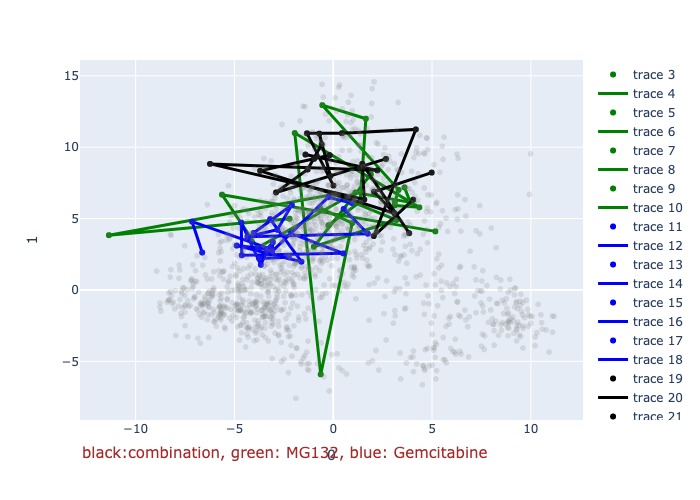 15
10
5
0
−5
−10
−5
0
5
10
1
0
black:combination, green: MG132, blue: Gemcitabine
trace 3
trace 4
trace 5
trace 6
trace 7
trace 8
trace 9
trace 10
trace 11
trace 12
trace 13
trace 14
trace 15
trace 16
trace 17
trace 18
trace 19
trace 20
trace 21